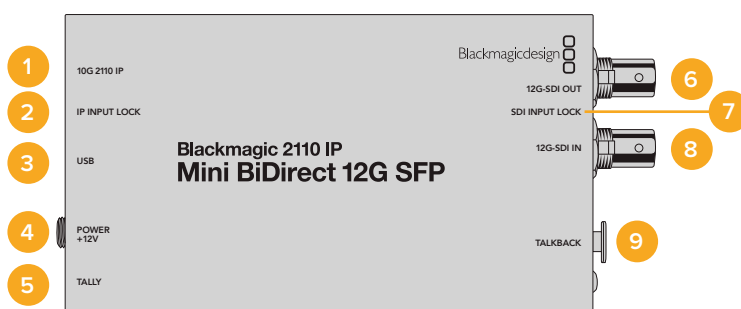 1
10G 2110 IP
2
IP INPUT LOCK
3
USB
4
POWER
+12V
5
TALLY
Blackmagic 2110 IP
Mini BiDirect 12G SFP
Blackmagicdesign
12G-SDI OUT
6
SDI INPUT LOCK
7
12G-SDI IN
8
TALKBACK
9